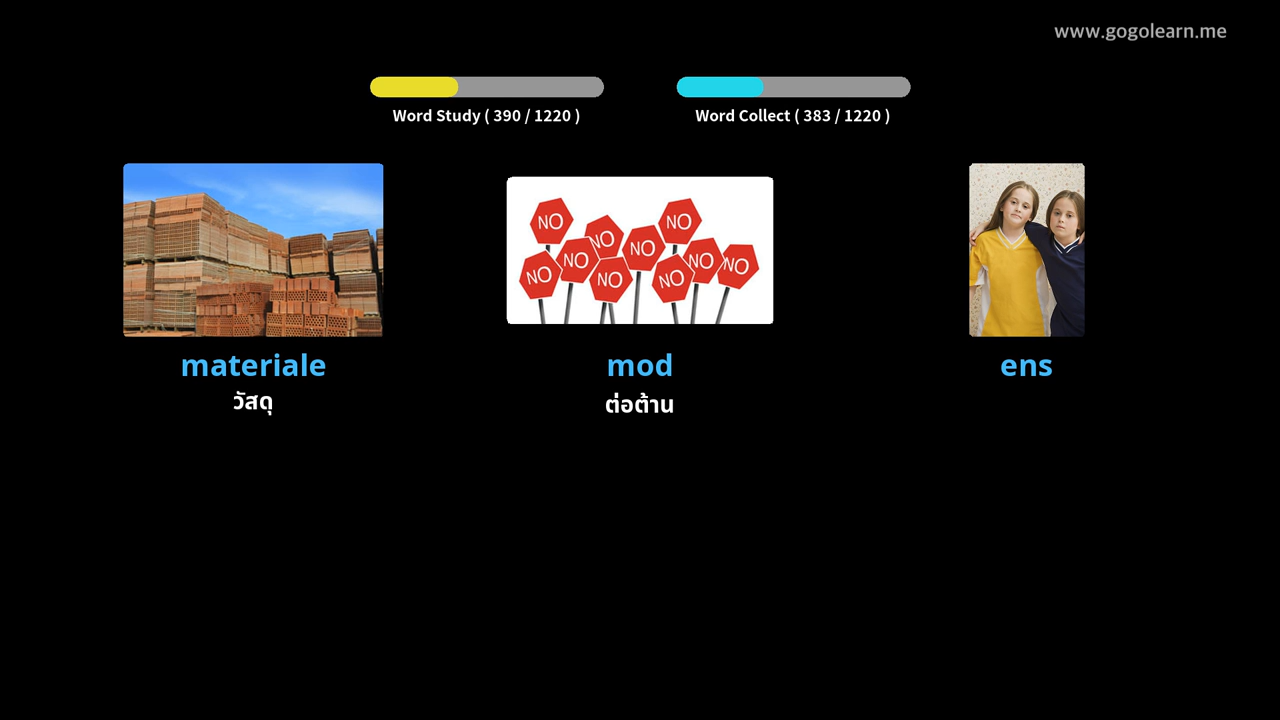 www.gogolearn.me
Word Study ( 390 / 1220 )
Word Collect ( 383 / 1220 )
NO
NO
NO
NO
NO
NO
NO
NO
NO
NO
materiale
วัสดุ
mod
ต่อต้าน
ens